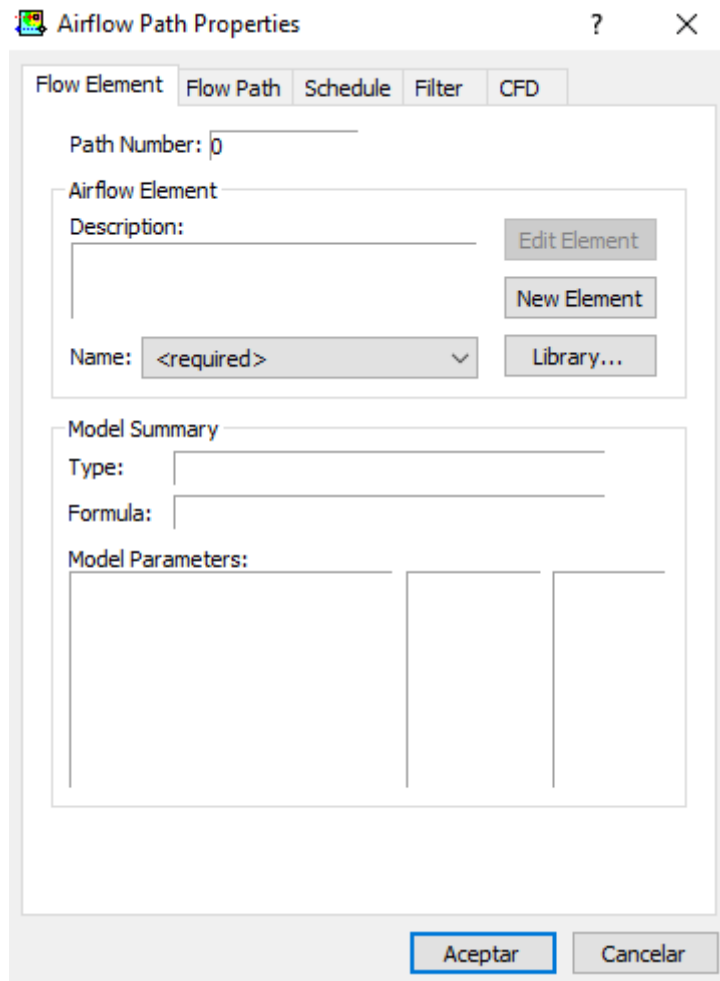 Airflow Path Properties ?
Flow Element Flow Path Schedule Filter CFD
Path Number: 0
Airflow Element
Description:
Edit Element
New Element
Name: <required>
Library...
Model Summary
Type:
Formula:
Model Parameters:
Aceptar Cancelar